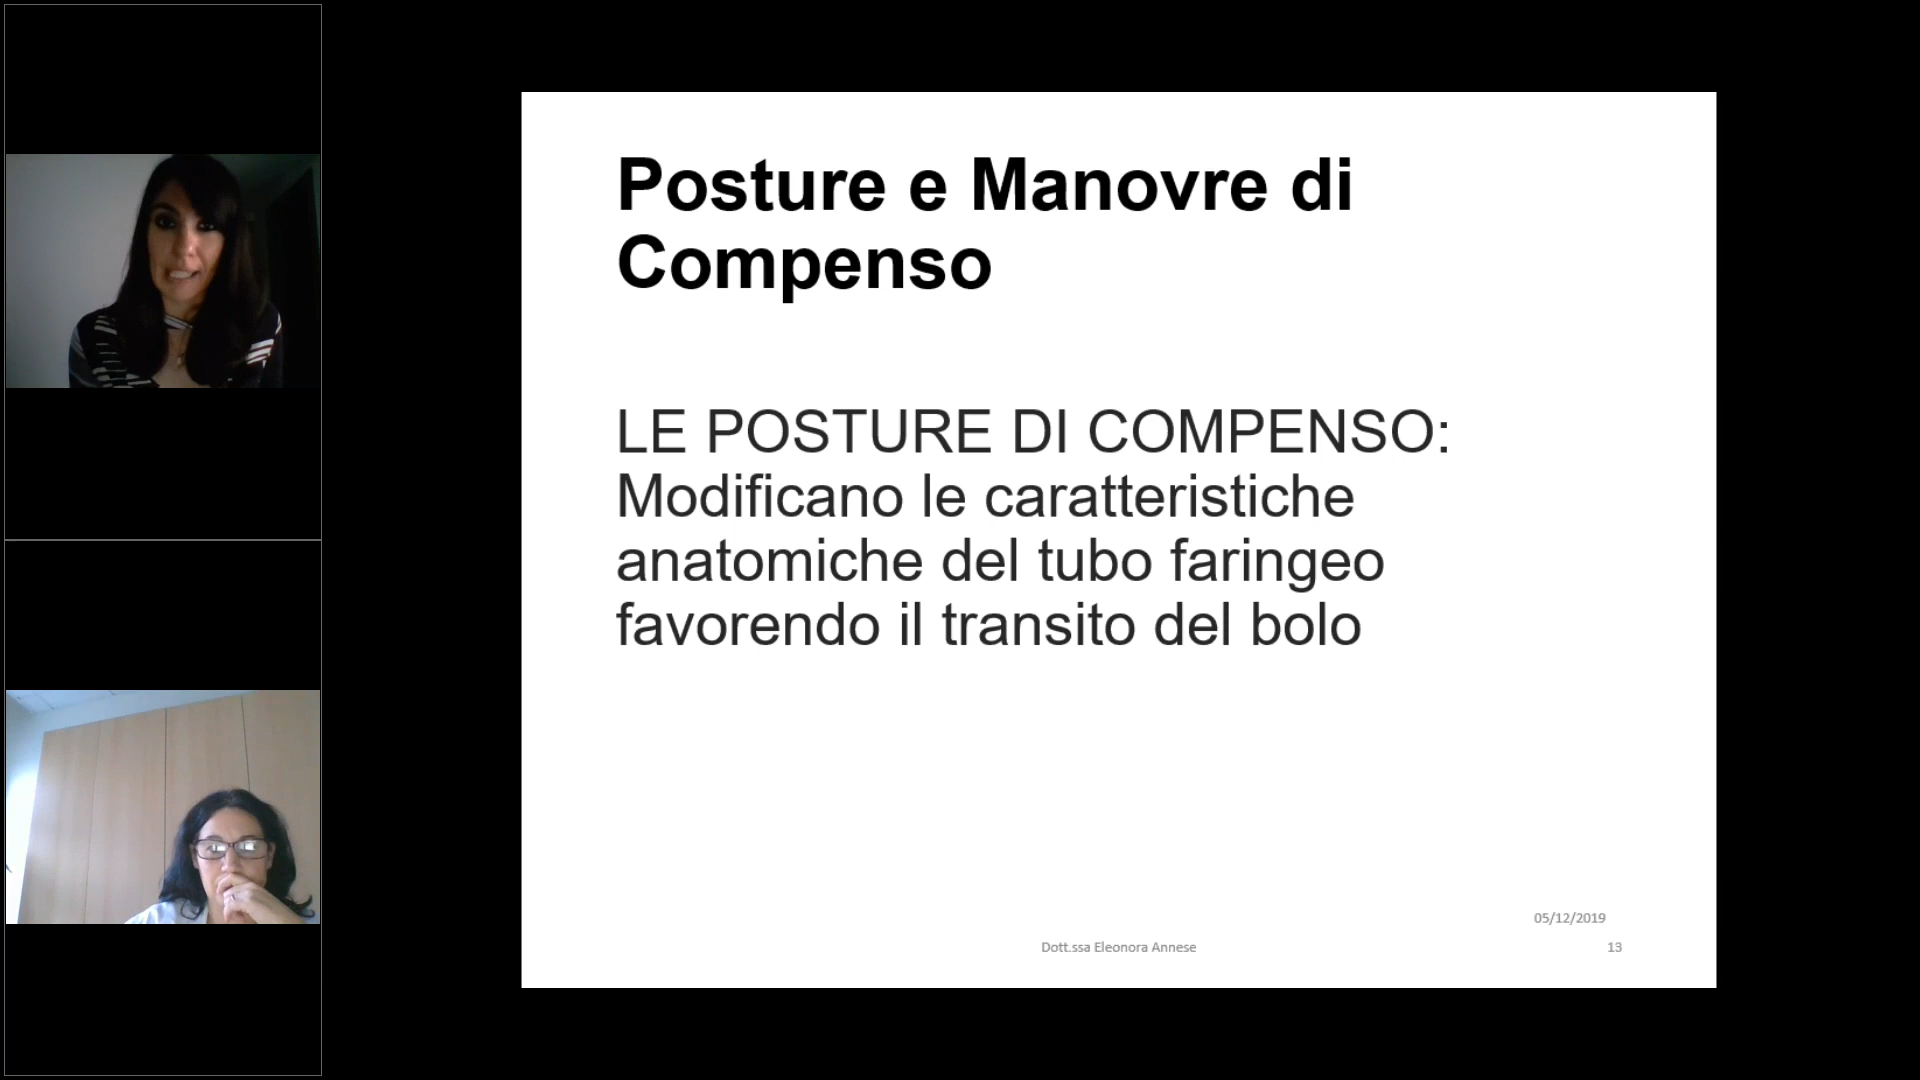 Posture e Manovre di
Compenso
LE POSTURE DI COMPENSO:
Modificano le caratteristiche
anatomiche del tubo faringeo
favorendo il transito del bolo
05/12/2019
Dott.ssa Eleonora Annese
13